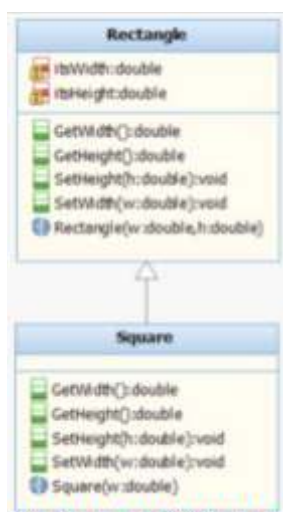 Rectangle
itsWidth:double
itsHeight:double
GetWidth():double
GetHeight():double
SetHeight(h:double):void
SetWidth(w:double):void
Rectangle(w:double,h:double)
Square
GetWidth():double
GetHeight():double
SetHeight(h:double):void
SetWidth(w:double):void
Square(w:double)